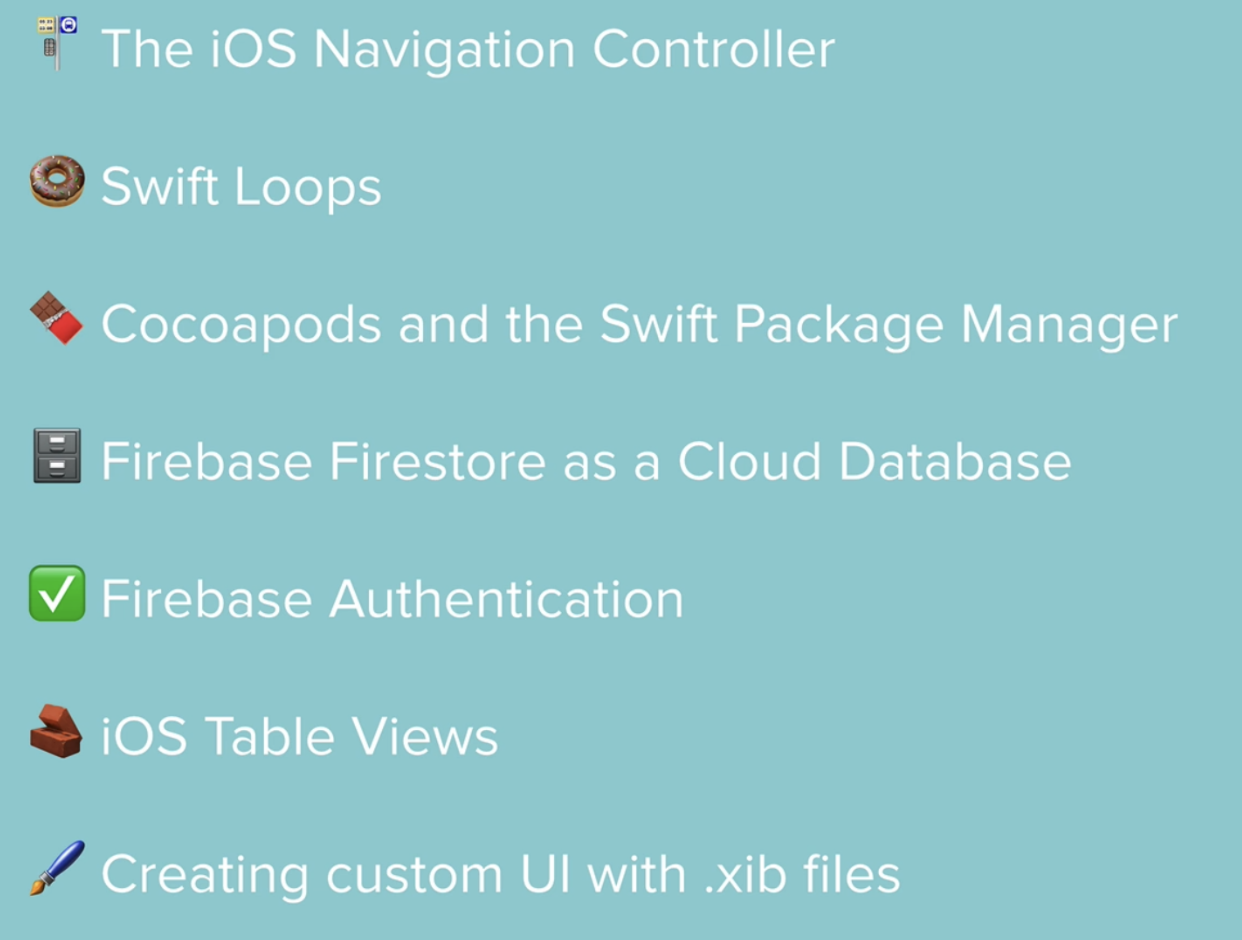 The iOS Navigation Controller
Swift Loops
Cocoapods and the Swift Package Manager
Firebase Firestore as a Cloud Database
Firebase Authentication
iOS Table Views
Creating custom UI with .xib files